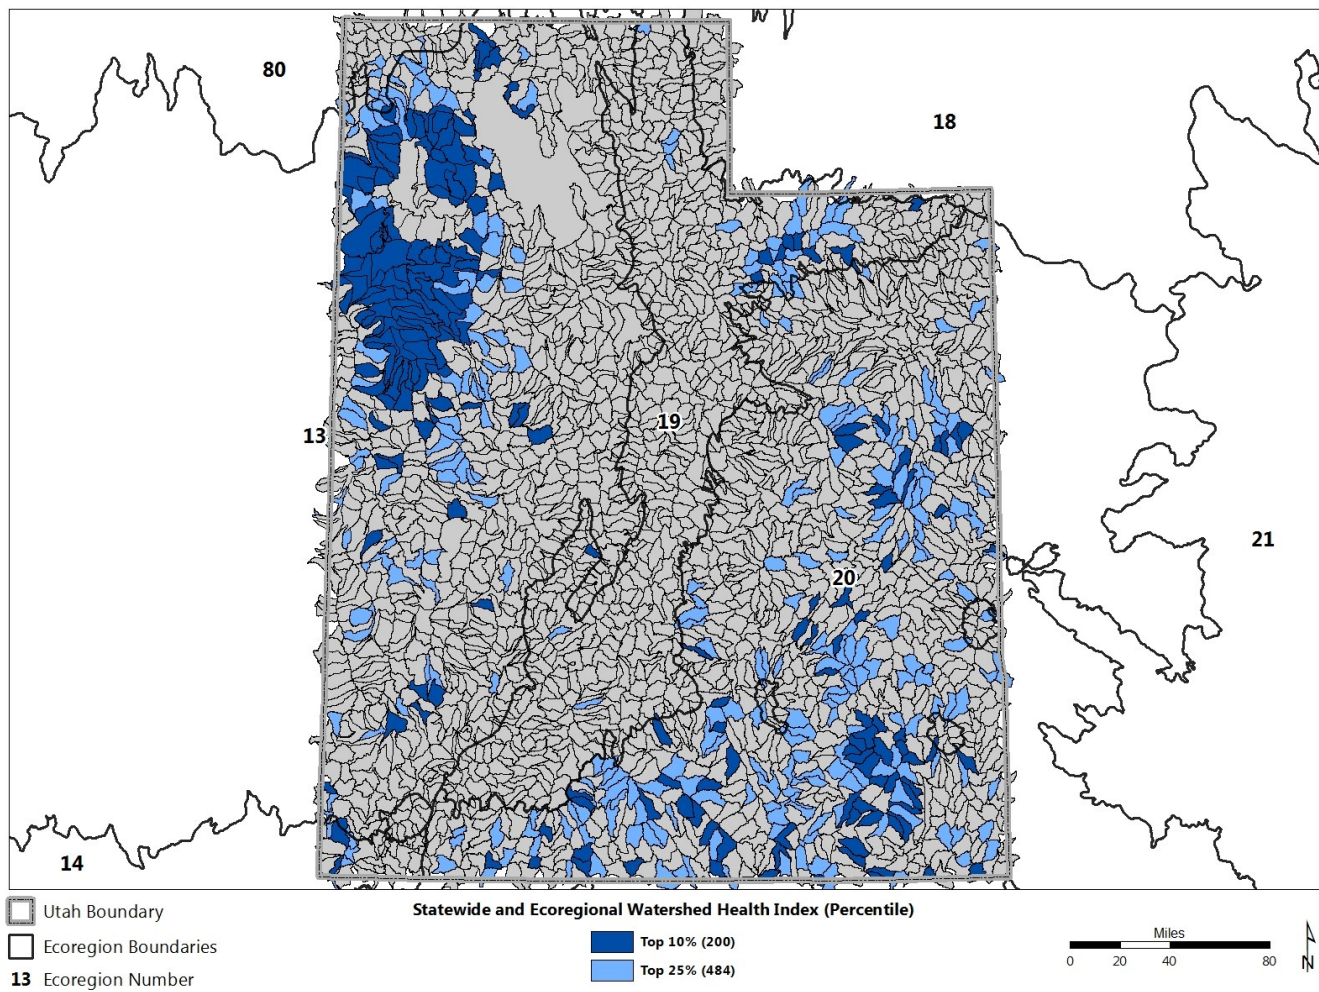 80
18
19
13
21
20
14
Utah Boundary
Ecoregion Boundaries
13 Ecoregion Number
Statewide and Ecoregional Watershed Health Index (Percentile)
Top 10% (200)
Top 25% (484)
Miles
0 20 40 80
N